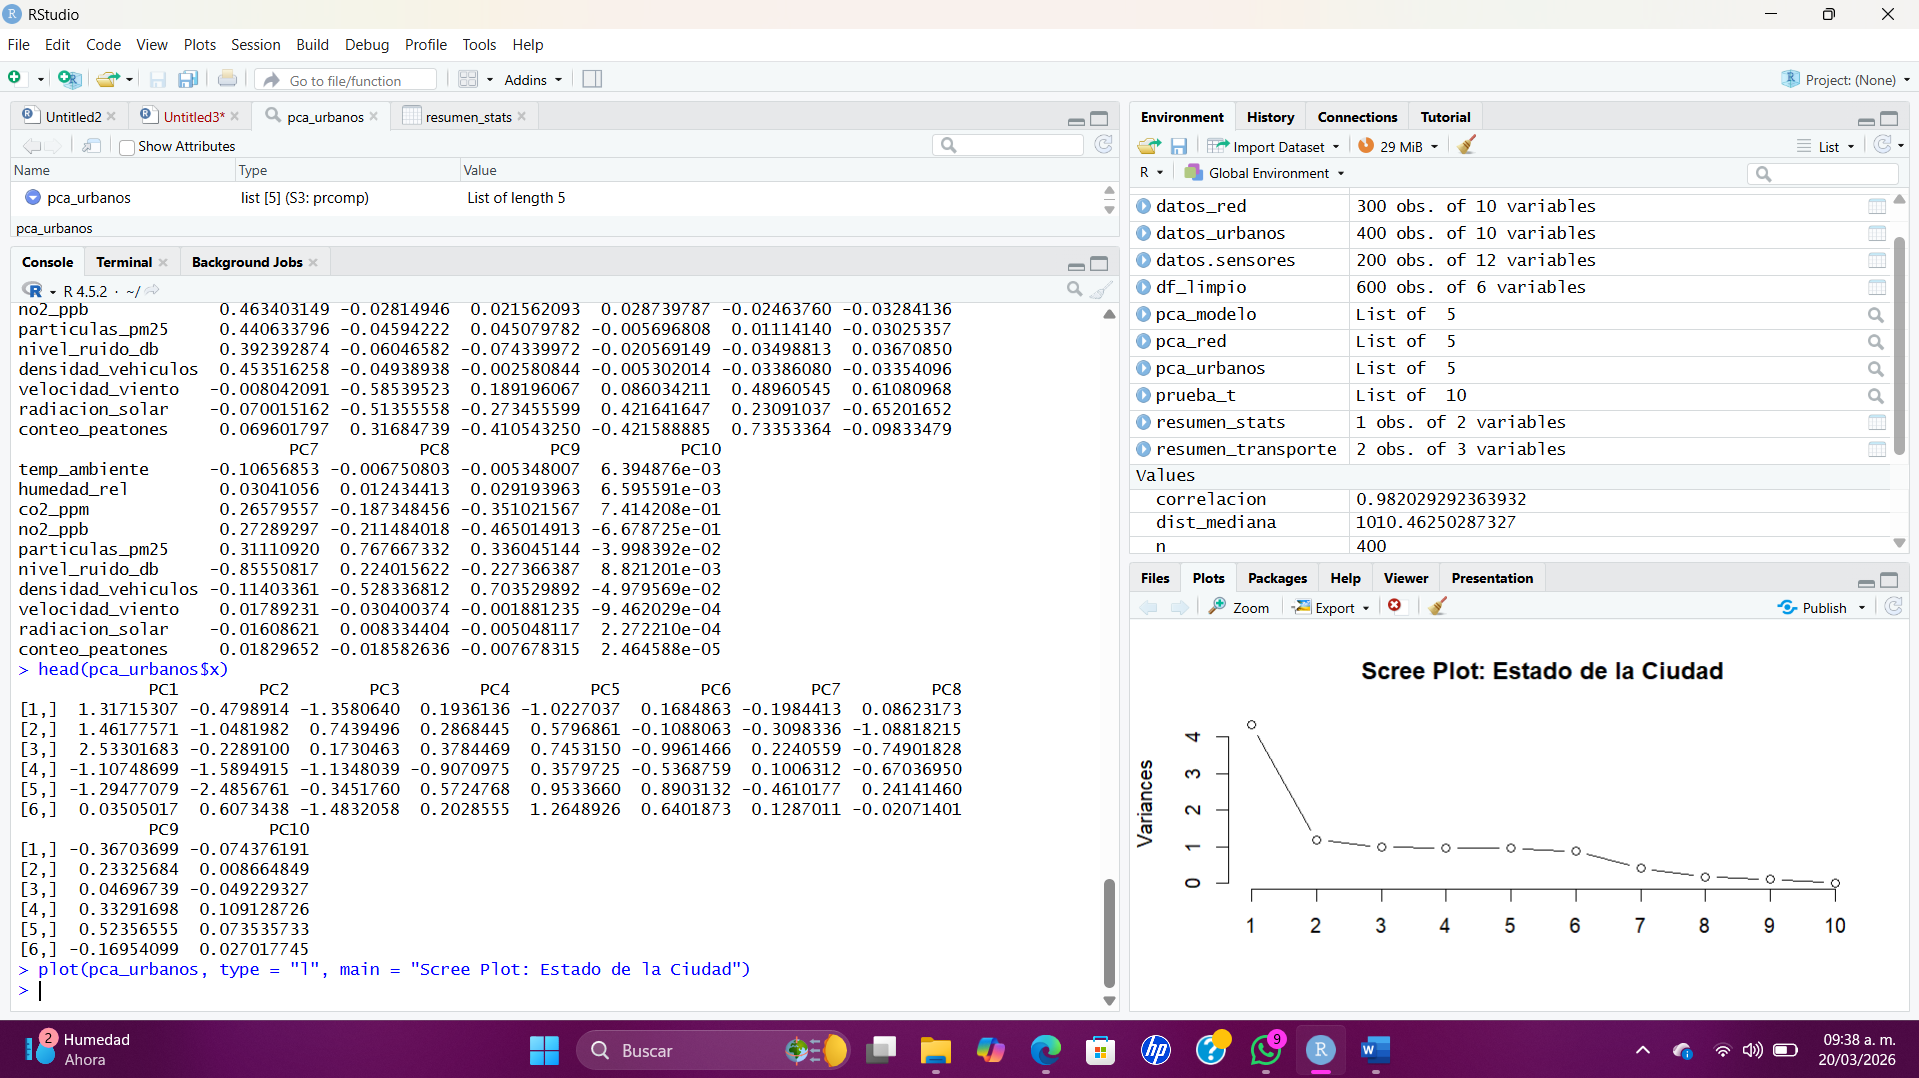 RStudio
File Edit Code View Plots Session Build Debug Profile Tools Help
Go to file/function Addins Project: (None)
Untitled2 Untitled3* pca_urbanos resumen_stats
Show Attributes
Name Type Value
pca_urbanos list [5] (S3: prcomp) List of length 5
pca_urbanos
Console Terminal Background Jobs
R 4.5.2 · ~/
no2_ppb 0.463403149 -0.02814946 0.021562093 0.028739787 -0.02463760 -0.03284136
particulas_pm25 0.440633796 -0.04594222 0.045079782 -0.005696808 0.01114140 -0.03025357
nivel_ruido_db 0.392392874 -0.06046582 -0.074339972 -0.020569149 -0.03498813 0.03670850
densidad_vehiculos 0.453516258 -0.04938938 -0.002580844 -0.005302014 -0.03386080 -0.03354096
velocidad_viento -0.008042091 -0.58539523 0.189196067 0.086034211 0.48960545 0.61080968
radiacion_solar -0.070015162 -0.51355558 -0.273455599 0.421641647 0.23091037 -0.65201652
conteo_peatones 0.069601797 0.31684739 -0.410543250 -0.421588885 0.73353364 -0.09833479
PC7 PC8 PC9 PC10
temp_ambiente -0.10656853 -0.006750803 -0.005348007 6.394876e-03
humedad_rel 0.03041056 0.012434413 0.029193963 6.595591e-03
co2_ppm 0.26579557 -0.187348456 -0.351021567 7.414208e-01
no2_ppb 0.27289297 -0.211484018 -0.465014913 -6.678725e-01
particulas_pm25 0.31110920 0.767667332 0.336045144 -3.998392e-02
nivel_ruido_db -0.85550817 0.224015622 -0.227366387 8.821201e-03
densidad_vehiculos -0.11403361 -0.528336812 0.703529892 -4.979569e-02
velocidad_viento 0.01789231 -0.030400374 -0.001881235 -9.462029e-04
radiacion_solar -0.01608621 0.008334404 -0.005048117 2.272210e-04
conteo_peatones 0.01829652 -0.018582636 -0.007678315 2.464588e-05
> head(pca_urbanos$x)
PC1 PC2 PC3 PC4 PC5 PC6 PC7 PC8
[1,] 1.31715307 -0.4798914 -1.3580640 0.1936136 -1.0227037 0.1684863 -0.1984413 0.08623173
[2,] 1.46177571 -1.0481982 0.7439496 0.2868445 0.5796861 -0.1088063 -0.3098336 -1.08818215
[3,] 2.53301683 -0.2289100 0.1730463 0.3784469 0.7453150 -0.9961466 0.2240559 -0.74901828
[4,] -1.10748699 -1.5894915 -1.1348039 -0.9070975 0.3579725 -0.5368759 0.1006312 -0.67036950
[5,] -1.29477079 -2.4856761 -0.3451760 0.5724768 0.9533660 0.8903132 -0.4610177 0.24141460
[6,] 0.03505017 0.6073438 -1.4832058 0.2028555 1.2648926 0.6401873 0.1287011 -0.02071401
PC9 PC10
[1,] -0.36703699 -0.074376191
[2,] 0.23325684 0.008664849
[3,] 0.04696739 -0.049229327
[4,] 0.33291698 0.109128726
[5,] 0.52356555 0.073535733
[6,] -0.16954099 0.027017745
> plot(pca_urbanos, type = "l", main = "Scree Plot: Estado de la Ciudad")
>
Environment History Connections Tutorial
Import Dataset 29 MiB List
R Global Environment
datos_red 300 obs. of 10 variables
datos_urbanos 400 obs. of 10 variables
datos.sensores 200 obs. of 12 variables
df_limpio 600 obs. of 6 variables
pca_modelo List of 5
pca_red List of 5
pca_urbanos List of 5
prueba_t List of 10
resumen_stats 1 obs. of 2 variables
resumen_transporte 2 obs. of 3 variables
Values
correlacion 0.982029292363932
dist_mediana 1010.46250287327
n 400
Files Plots Packages Help Viewer Presentation
Zoom Export Publish
Scree Plot: Estado de la Ciudad
Variances
4
3
2
1
0
1 2 3 4 5 6 7 8 9 10
2 Humedad
Ahora
Buscar
hp
9
R
W
09:38 a. m.
20/03/2026